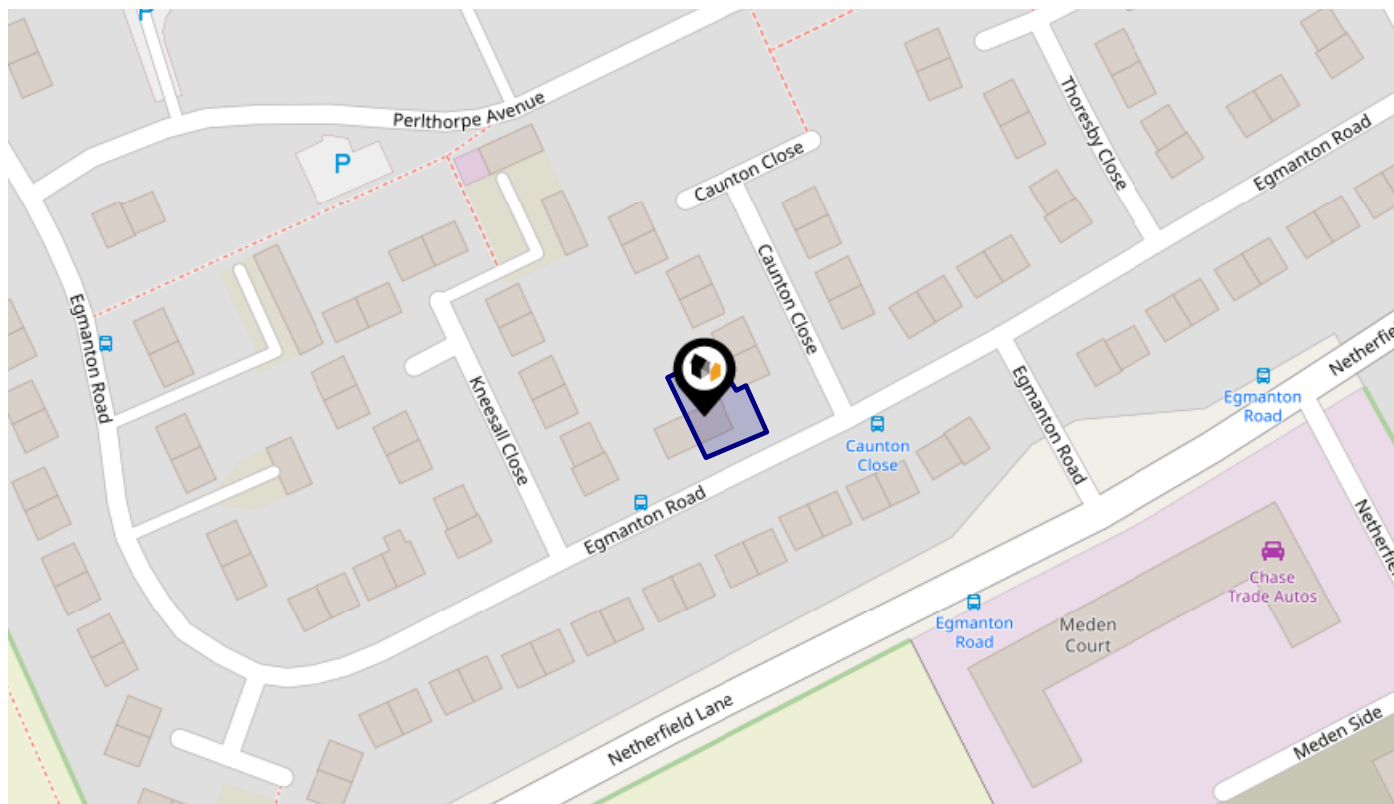 P
Perlthorpe Avenue
P
Thoresby Close
Egmanton Road
Caunton Close
Caunton Close
Egmanton Road
Kneesall Close
Egmanton Road
Egmanton
Road
Netherfiel
Caunton
Close
Egmanton Road
Netherfie
Chase
Trade Autos
Egmanton
Road
Meden
Court
Netherfield Lane
Meden Side